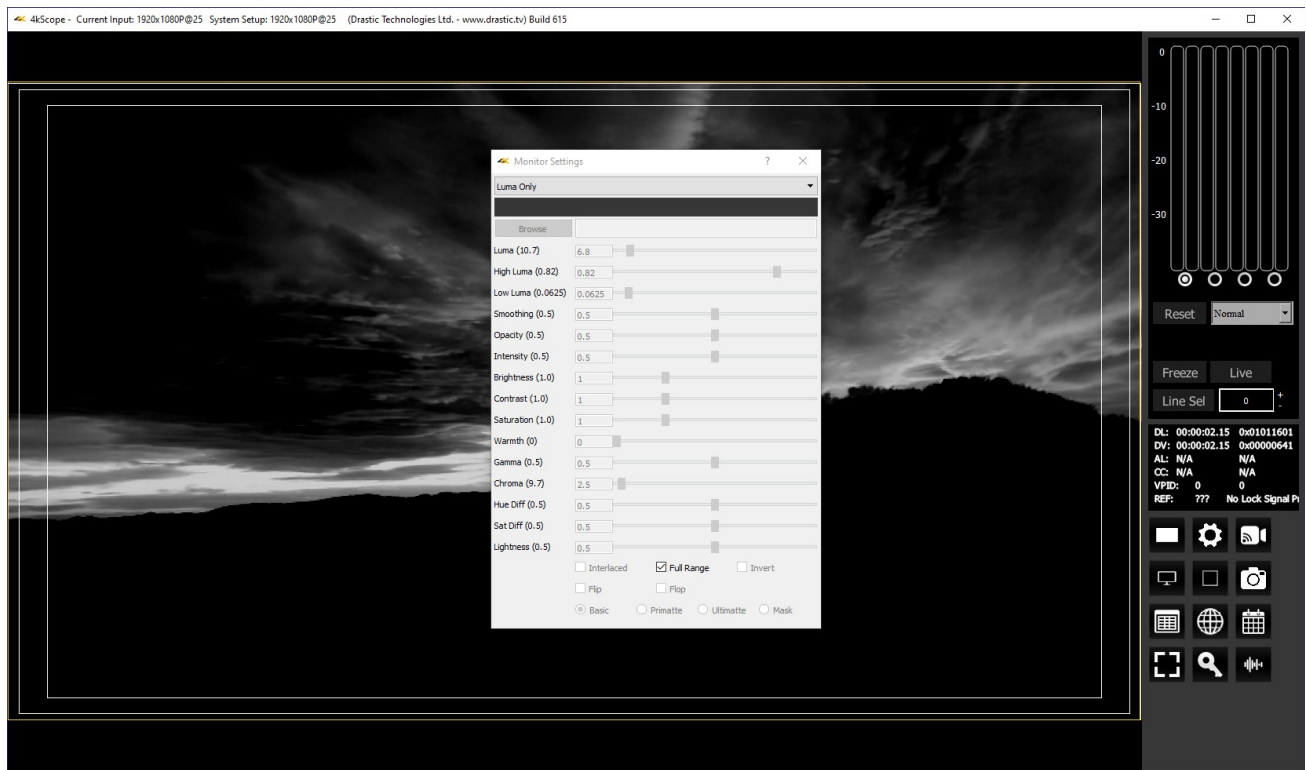 4kScope - Current Input: 1920x1080P@25 System Setup: 1920x1080P@25 (Drastic Technologies Ltd. - www.drastic.tv) Build 615
Monitor Settings ?
Luma Only
Browse
Luma (10.7) 6.8
High Luma (0.82) 0.82
Low Luma (0.0625) 0.0625
Smoothing (0.5) 0.5
Opacity (0.5) 0.5
Intensity (0.5) 0.5
Brightness (1.0) 1
Contrast (1.0) 1
Saturation (1.0) 1
Warmth (0) 0
Gamma (0.5) 0.5
Chroma (9.7) 2.5
Hue Diff (0.5) 0.5
Sat Diff (0.5) 0.5
Lightness (0.5) 0.5
Interlaced Full Range Invert
Flip Flop
Basic Primatte Ultimatte Mask
0
-10
-20
-30
Reset Normal
Freeze Live
Line Sel 0 + -
DL: 00:00:02.15 0x01011601
DV: 00:00:02.15 0x00000641
AL: N/A N/A
CC: N/A N/A
VPID: 0 0
REF: ??? No Lock Signal Pr